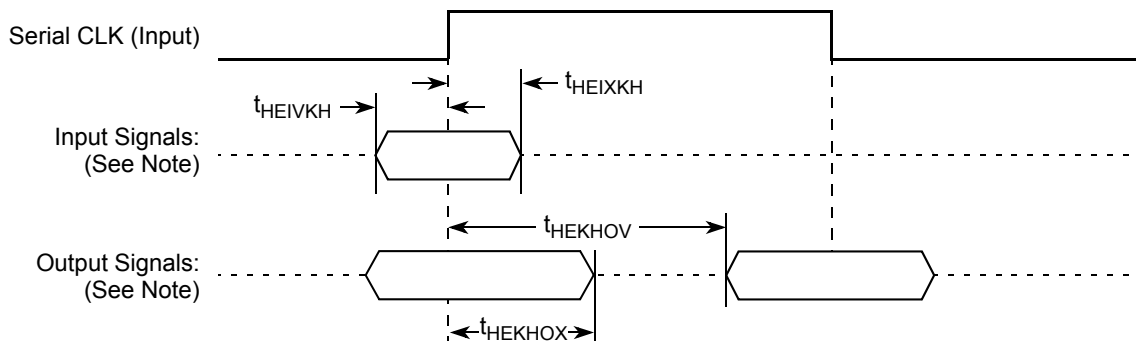 Serial CLK (Input)
tHEIXKH
tHEIVKH
Input Signals:
(See Note)
tHEKHOV
Output Signals:
(See Note)
tHEKHOX